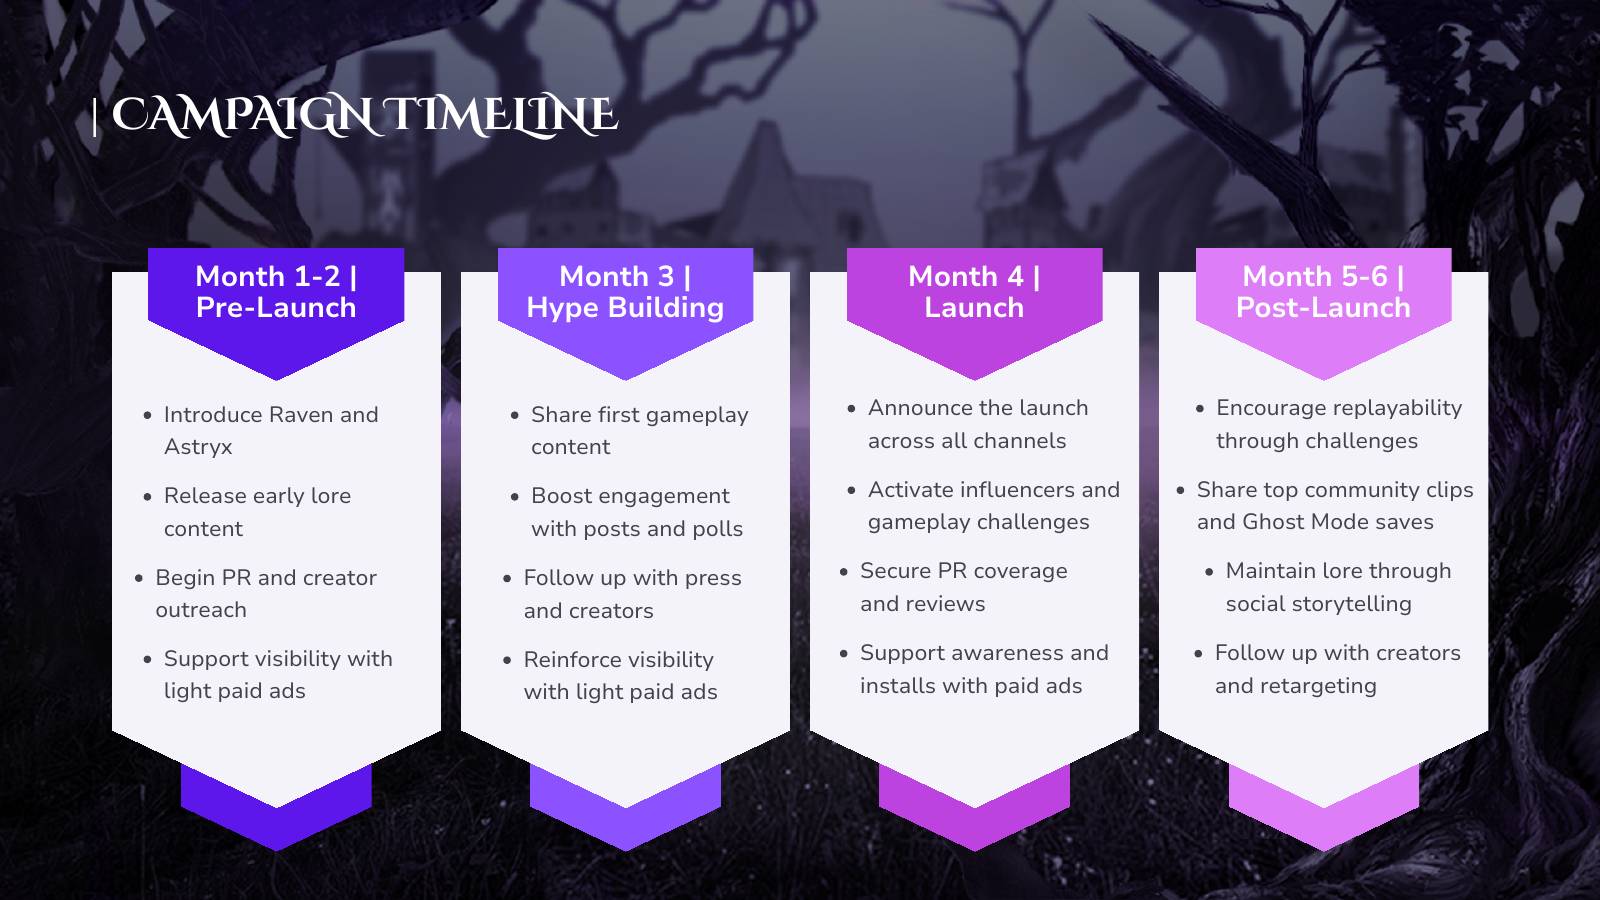 | CAMPAIGN TIMELINE
Month 1-2 |
Pre-Launch
• Introduce Raven and
Astryx
• Release early lore
content
• Begin PR and creator
outreach
• Support visibility with
light paid ads
Month 3 |
Hype Building
• Share first gameplay
content
• Boost engagement
with posts and polls
• Follow up with press
and creators
• Reinforce visibility
with light paid ads
Month 4 |
Launch
• Announce the launch
across all channels
• Activate influencers and
gameplay challenges
• Secure PR coverage
and reviews
• Support awareness and
installs with paid ads
Month 5-6 |
Post-Launch
• Encourage replayability
through challenges
• Share top community clips
and Ghost Mode saves
• Maintain lore through
social storytelling
• Follow up with creators
and retargeting